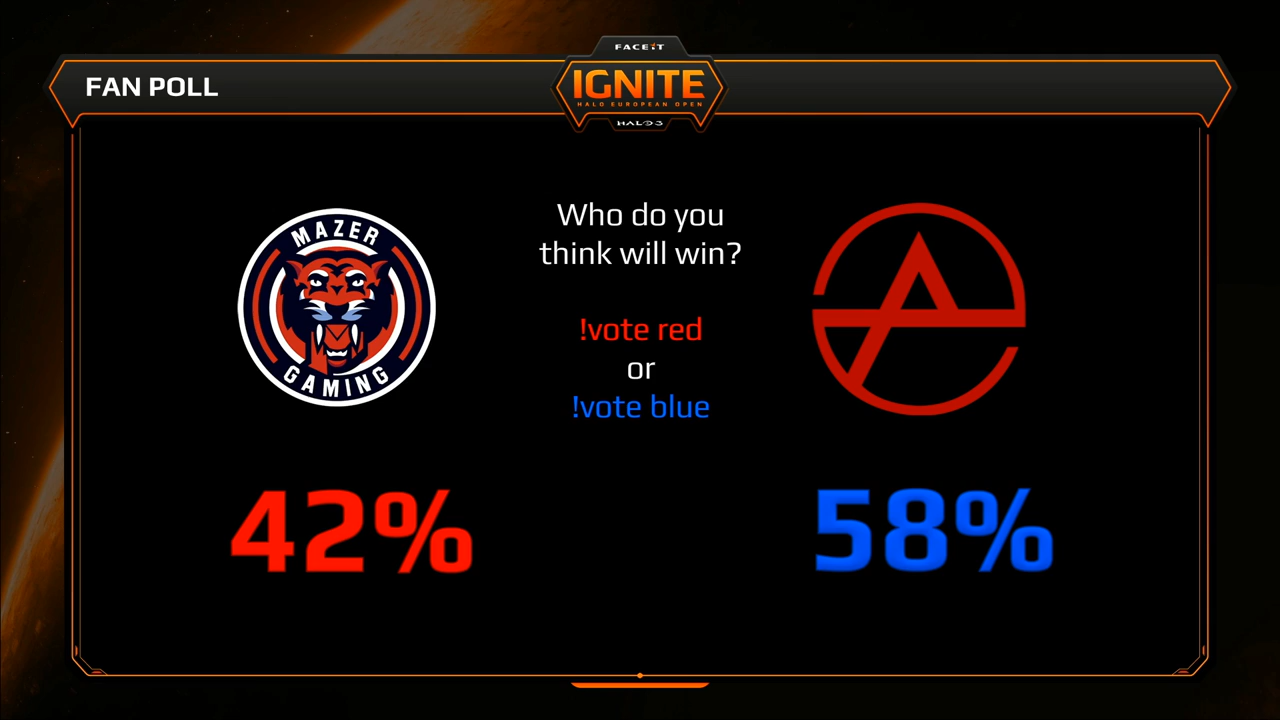 FACEIT
FAN POLL
IGNITE
HALO EUROPEAN OPEN
HALO 3
Who do you
think will win?
MAZER
GAMING
!vote red
or
!vote blue
42%
58%